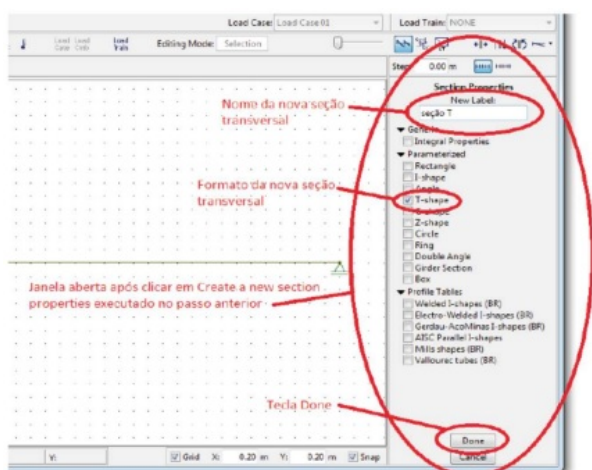 Load Case: Load Case 01
Load Train: NONE
Load Case
Load Comb
Load Train
Editing Mode: Selection
Step: 0.00 m
Section Properties
New Label:
seção T
Nome da nova seção
transversal
Generic
Integral Properties
Parameterized
Rectangle
I-shape
Angle
Formato da nova seção
transversal
T-shape
Z-shape
Circle
Ring
Double Angle
Girder Section
Box
Janela aberta após clicar em Create a new section
properties executado no passo anterior
Profile Tables
Welded I-shapes (BR)
Electro-Welded I-shapes (BR)
Gerdau-AcoMinas I-shapes (BR)
AISC Parallel I-shapes
Mills shapes (BR)
Vallourec tubes (BR)
Tecla Done
Done
Cancel
Y:
Grid X: 0.20 m Y: 0.20 m Snap